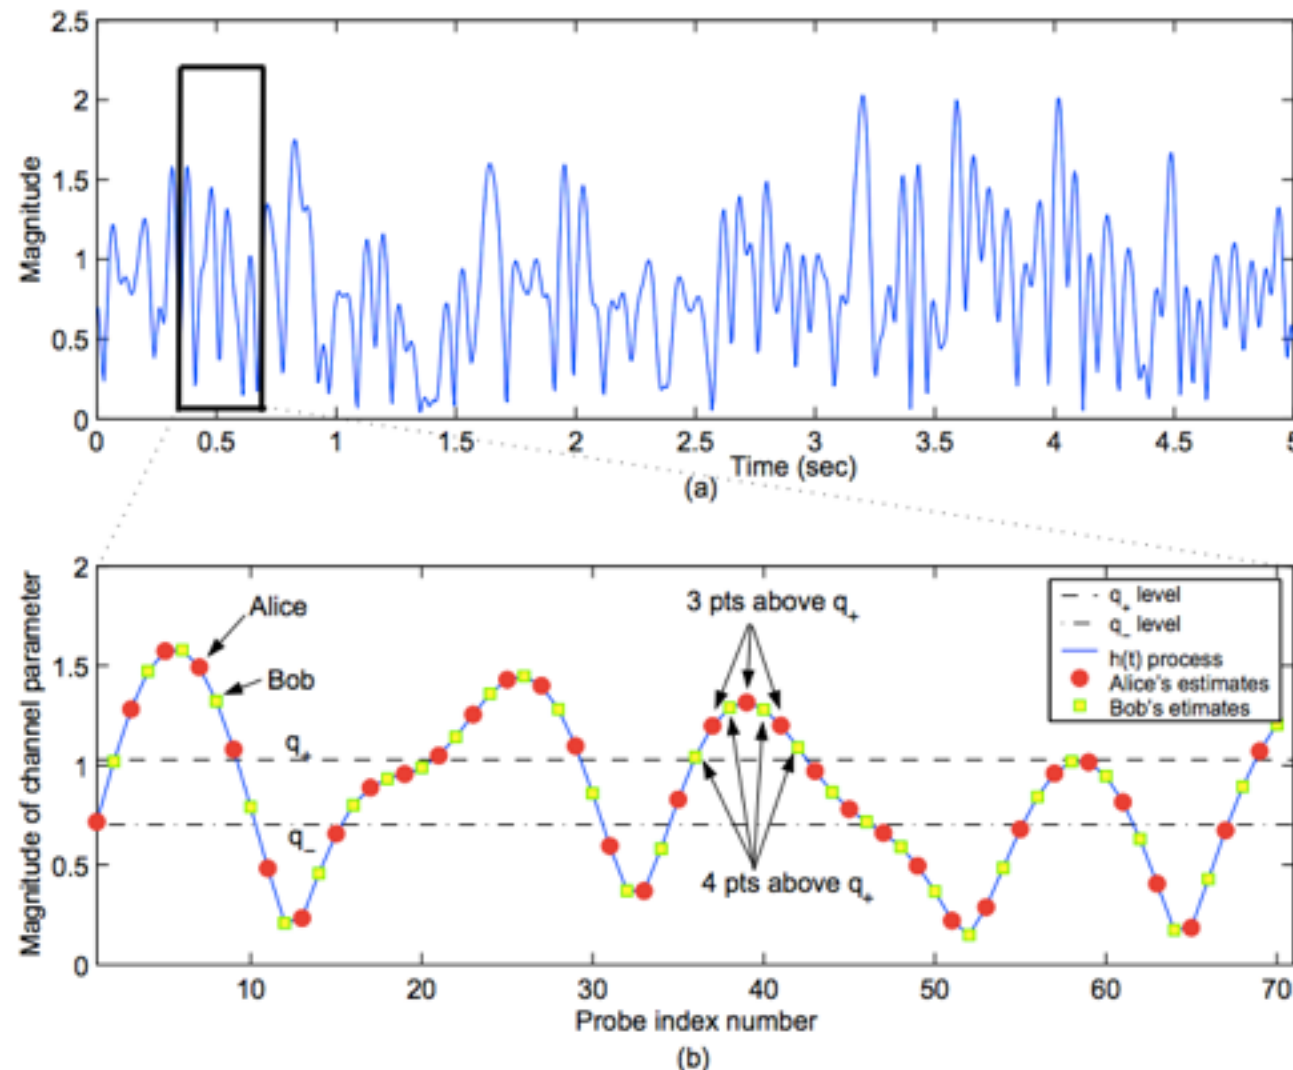 2.5
2
1.5
1
0.5
0
Magnitude
0 0.5 1 1.5 2 2.5 3 3.5 4 4.5 5
Time (sec)
(a)
2
1.5
1
0.5
0
Magnitude of channel parameter
Alice
Bob
q+
q-
3 pts above q+
4 pts above q+
q+ level
q- level
h(t) process
Alice's estimates
Bob's etimates
10 20 30 40 50 60 70
Probe index number
(b)